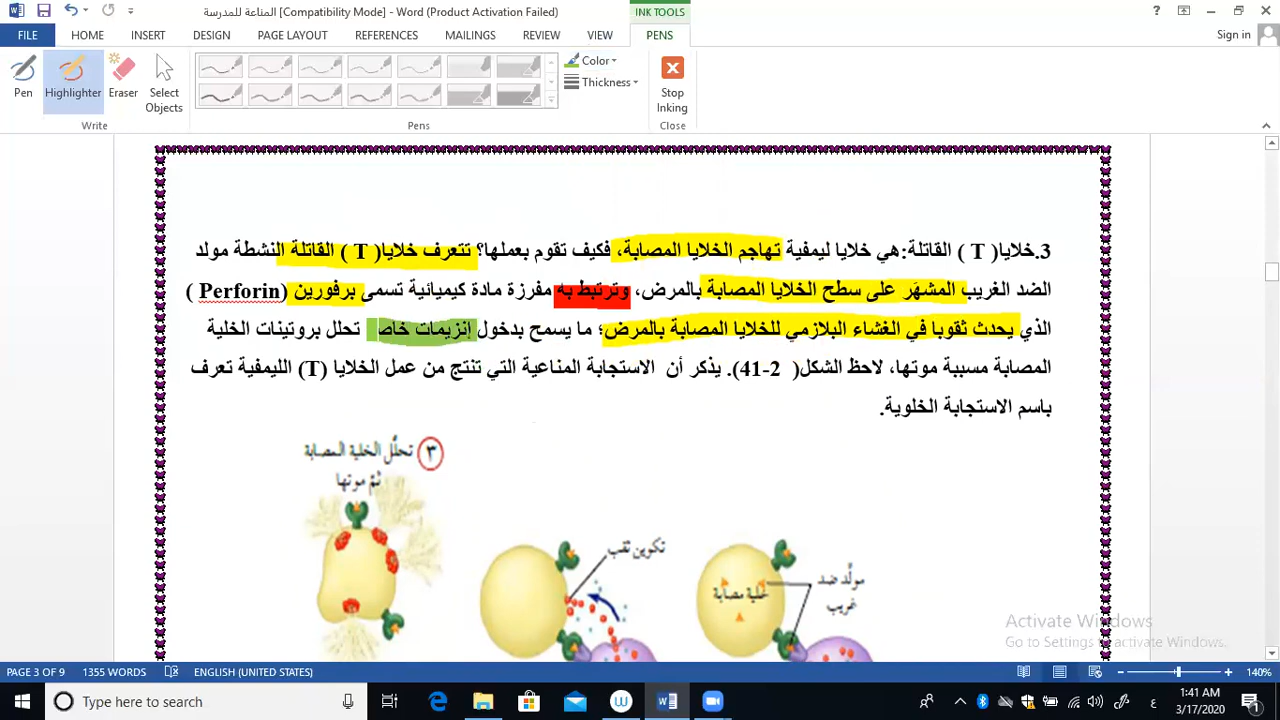 المناعة للمدرسة [Compatibility Mode] - Word (Product Activation Failed)
INK TOOLS
FILE HOME INSERT DESIGN PAGE LAYOUT REFERENCES MAILINGS REVIEW VIEW PENS
Sign in
Pen Highlighter Eraser Select Objects
Color
Thickness
Stop Inking
Write Pens Close
3.خلايا( T ) القاتلة:هي خلايا ليمفية تهاجم الخلايا المصابة، فكيف تقوم بعملها؟ تتعرف خلايا( T ) القاتلة النشطة مولد
الضد الغريب المشهَر على سطح الخلايا المصابة بالمرض، وترتبط به مفرزة مادة كيميائية تسمى برفورين (Perforin )
الذي يحدث ثقوبا في الغشاء البلازمي للخلايا المصابة بالمرض؛ ما يسمح بدخول إنزيمات خاص تحلل بروتينات الخلية
المصابة مسببة موتها، لاحظ الشكل( 2-41). يذكر أن الاستجابة المناعية التي تنتج من عمل الخلايا (T) الليمفية تعرف
باسم الاستجابة الخلوية.
٣ تحلّل الخلية المصابة
ثمّ موتها
تكوين ثقب
مولّد ضد
غريب
خلية مصابة
Activate Windows
Go to Settings to activate Windows.
PAGE 3 OF 9 1355 WORDS ENGLISH (UNITED STATES) 140%
Type here to search
ع
1:41 AM
3/17/2020